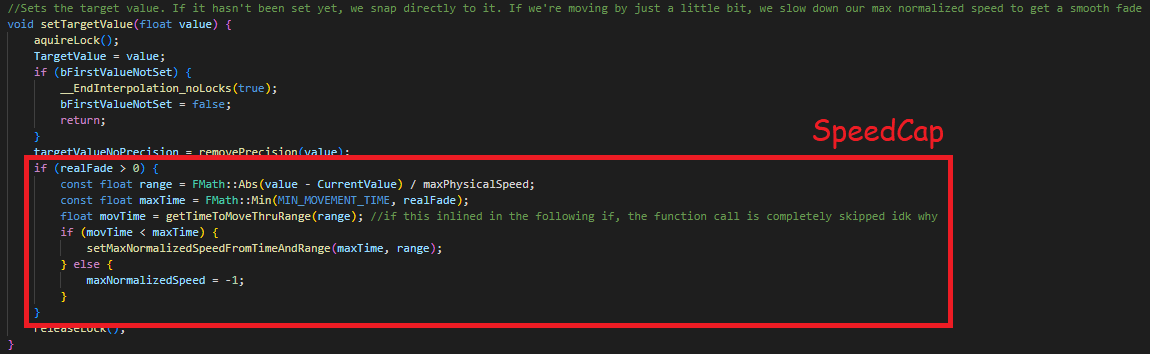 //Sets the target value. If it hasn't been set yet, we snap directly to it. If we're moving by just a little bit, we slow down our max normalized speed to get a smooth fade
void setTargetValue(float value) {
aquireLock();
TargetValue = value;
if (bFirstValueNotSet) {
__EndInterpolation_noLocks(true);
bFirstValueNotSet = false;
return;
}
SpeedCap
targetValueNoPrecision = removePrecision(value);
if (realFade > 0) {
const float range = FMath::Abs(value - CurrentValue) / maxPhysicalSpeed;
const float maxTime = FMath::Min(MIN_MOVEMENT_TIME, realFade);
float movTime = getTimeToMoveThruRange(range); //if this inlined in the following if, the function call is completely skipped idk why
if (movTime < maxTime) {
setMaxNormalizedSpeedFromTimeAndRange(maxTime, range);
} else {
maxNormalizedSpeed = -1;
}
}
releaseLock();
}